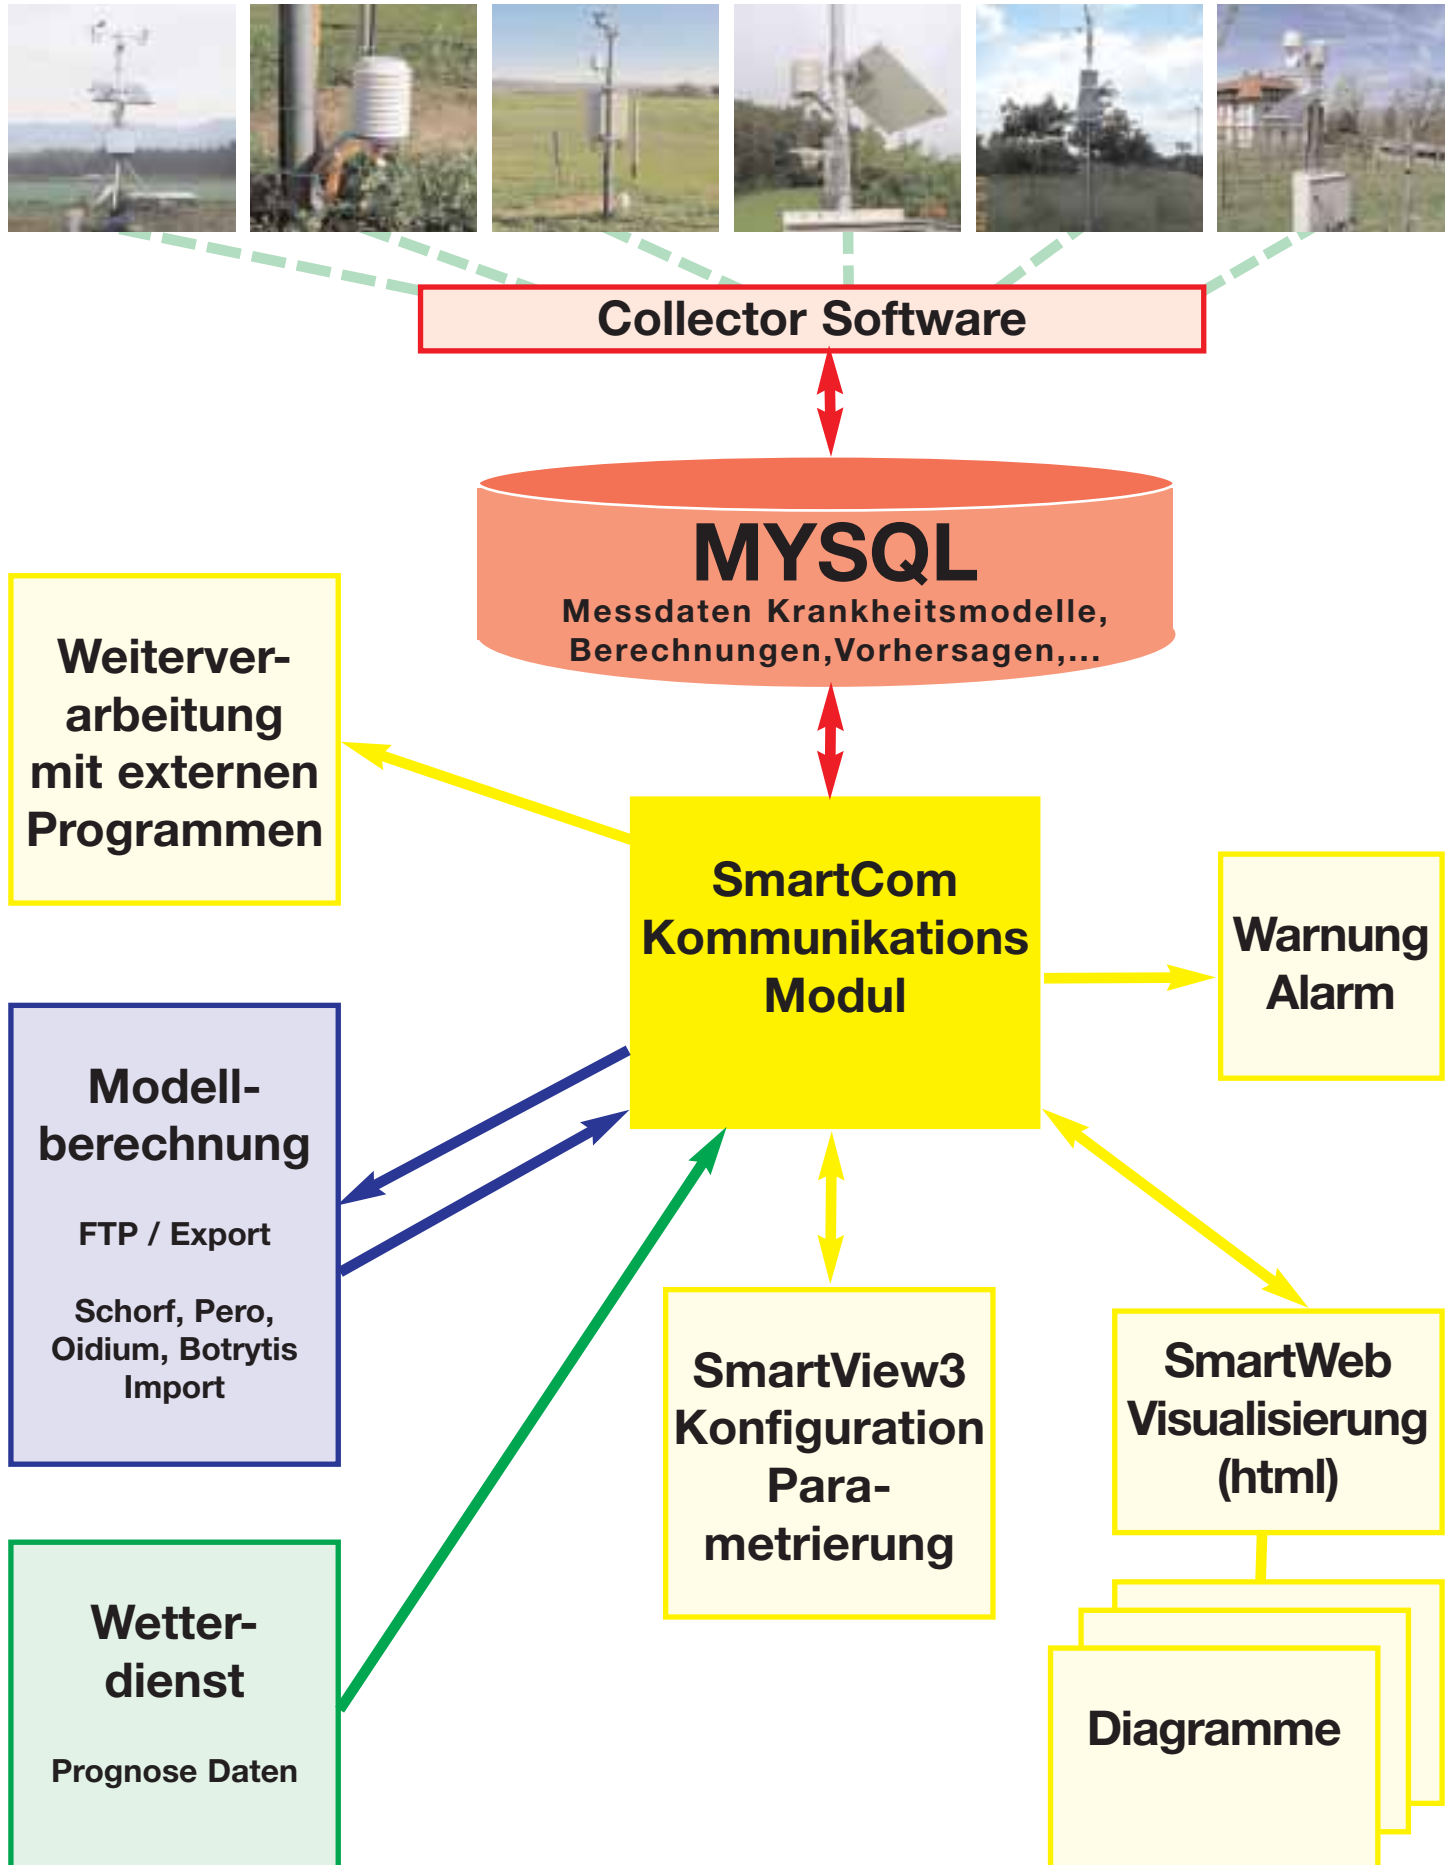 Collector Software
MYSQL
Messdaten Krankheitsmodelle,
Berechnungen,Vorhersagen,...
Weiterver-
arbeitung
mit externen
Programmen
SmartCom
Kommunikations
Modul
Warnung
Alarm
Modell-
berechnung
FTP / Export
Schorf, Pero,
Oidium, Botrytis
Import
SmartView3
Konfiguration
Para-
metrierung
SmartWeb
Visualisierung
(html)
Wetter-
dienst
Prognose Daten
Diagramme